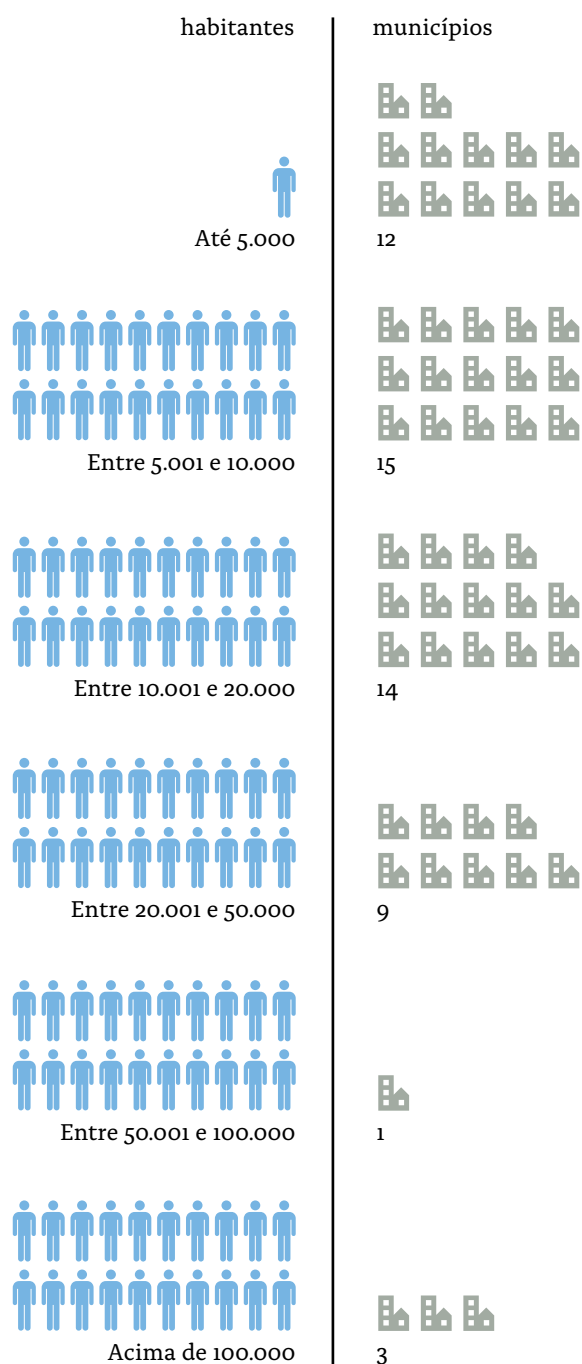 habitantes municípios
Até 5.000 12
Entre 5.001 e 10.000 15
Entre 10.001 e 20.000 14
Entre 20.001 e 50.000 9
Entre 50.001 e 100.000 1
Acima de 100.000 3